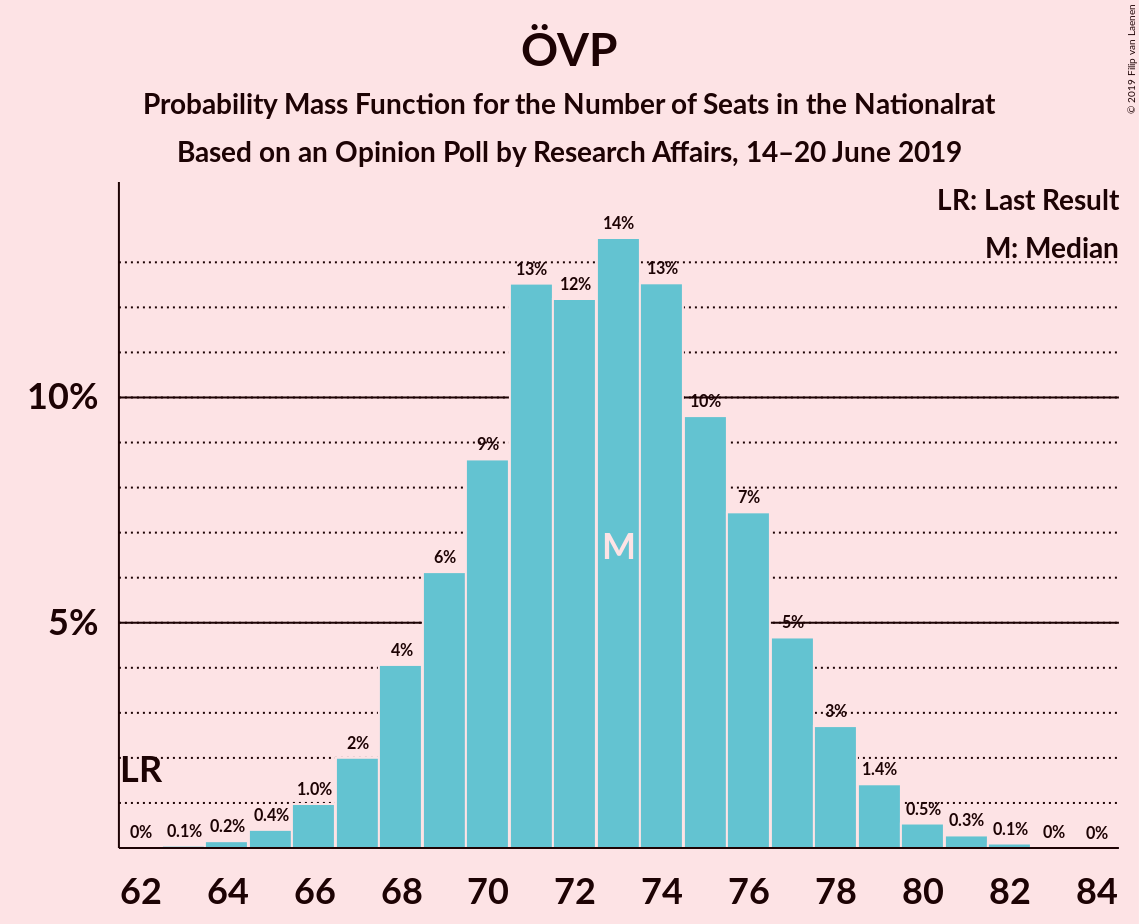 ÖVP
Probability Mass Function for the Number of Seats in the Nationalrat
Based on an Opinion Poll by Research Affairs, 14–20 June 2019
© 2019 Filip van Laenen
LR: Last Result
M: Median
14%
13%
12%
13%
10%
10%
9%
7%
M
6%
5%
5%
4%
3%
2%
LR
1.4%
1.0%
0.5%
0.4%
0.3%
0.2%
0.1%
0.1%
0%
0%
0%
62 64 66 68 70 72 74 76 78 80 82 84